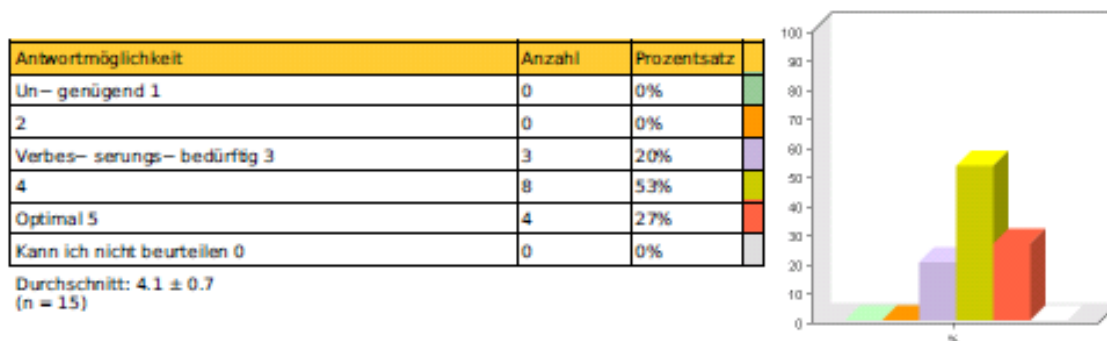 Antwortmöglichkeit Anzahl Prozentsatz
Un− genügend 1 0 0%
2 0 0%
Verbes− serungs− bedürftig 3 3 20%
4 8 53%
Optimal 5 4 27%
Kann ich nicht beurteilen 0 0 0%
Durchschnitt: 4.1 ± 0.7
(n = 15)
100
90
80
70
60
50
40
30
20
10
0
%